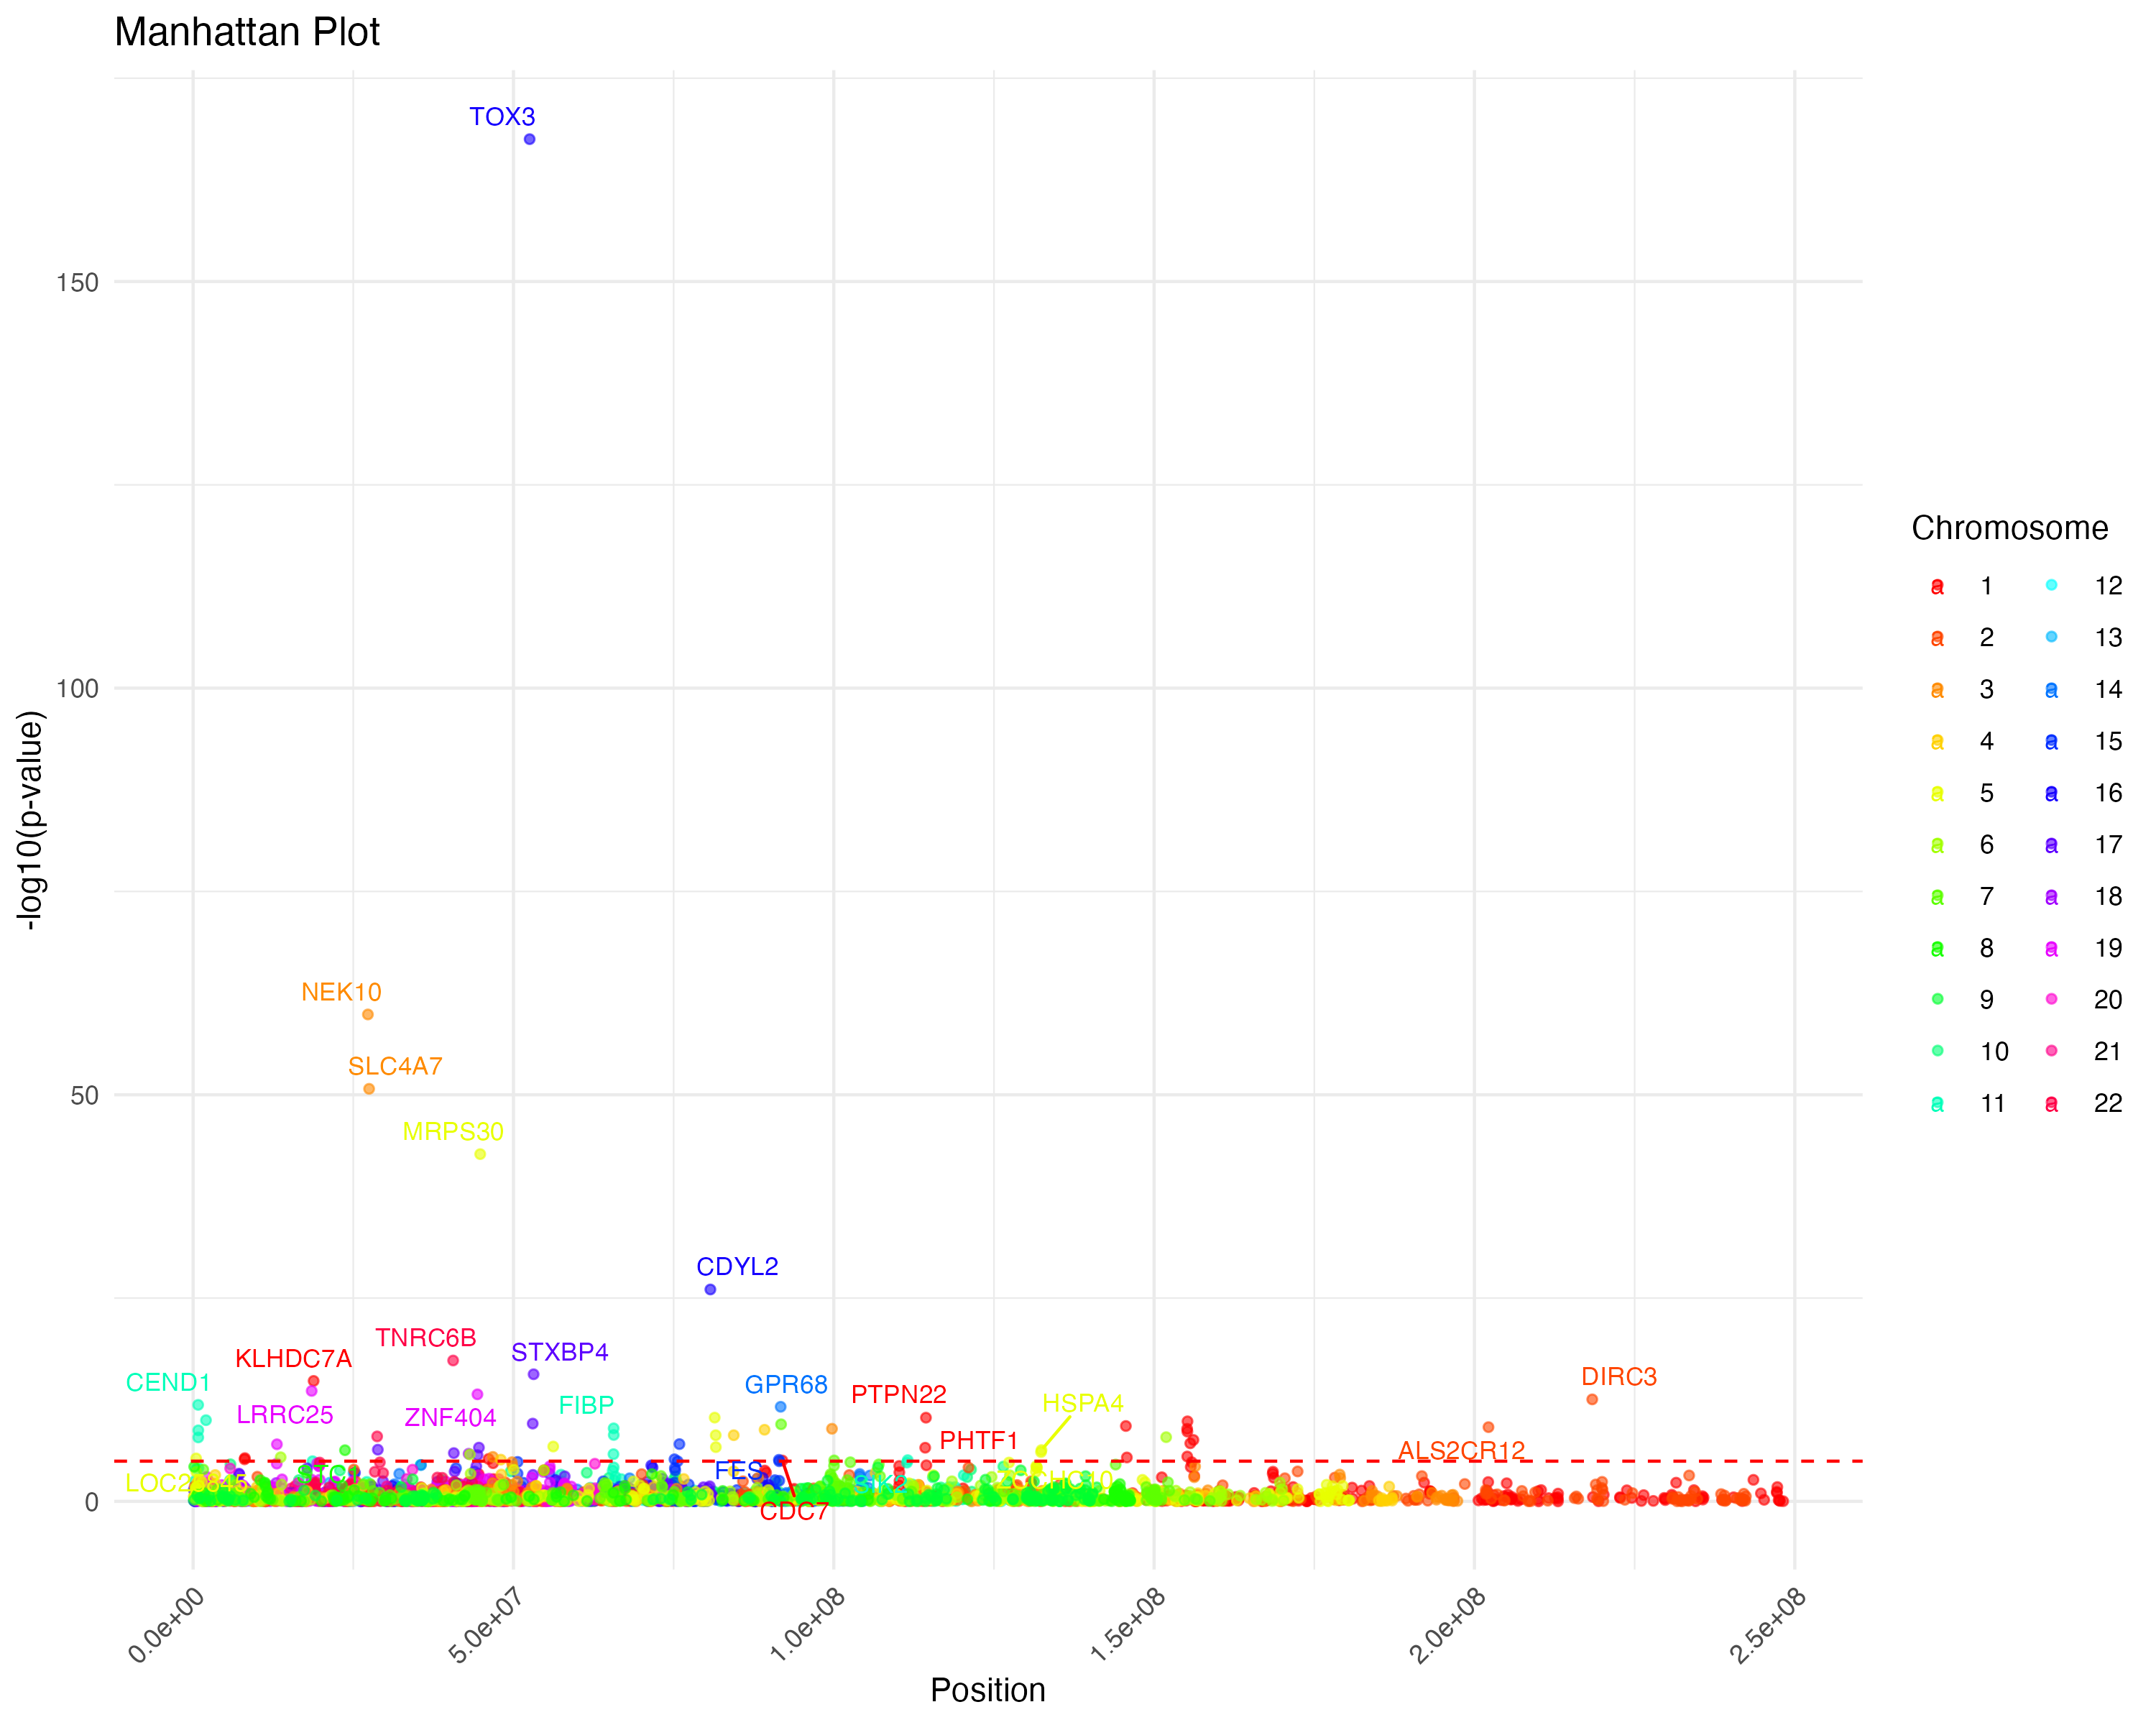 Manhattan Plot
TOX3
150
100
NEK10
SLC4A7
50
MRPS30
CDYL2
TNRC6B
STXBP4
KLHDC7A
CEND1
DIRC3
GPR68
PTPN22
HSPA4
FIBP
LRRC25
ZNF404
PHTF1
ALS2CR12
FES
0
CDC7
0.0e+00
5.0e+07
1.0e+08
1.5e+08
2.0e+08
2.5e+08
Position
-log10(p-value)
Chromosome
1
2
3
4
5
6
7
8
9
10
11
12
13
14
15
16
17
18
19
20
21
22